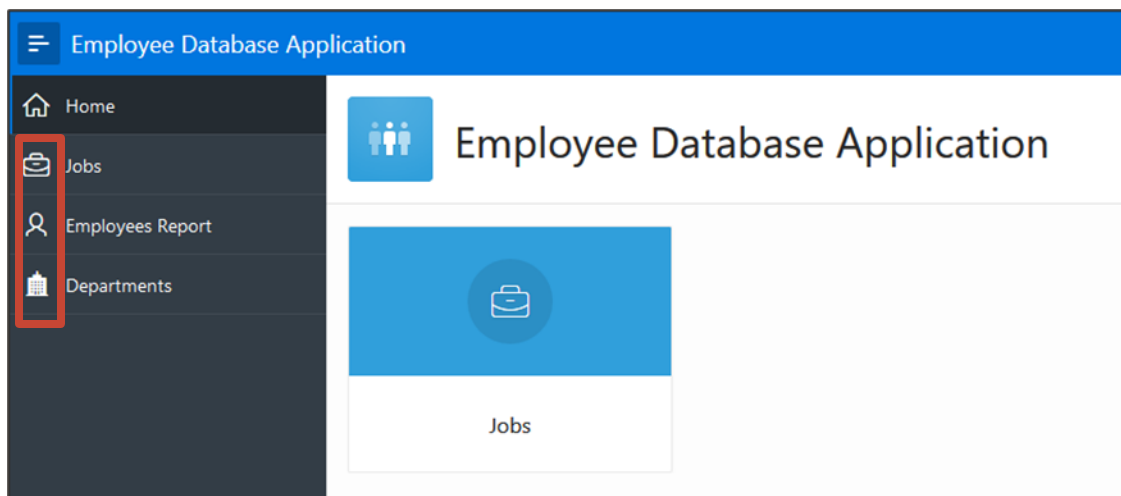 Employee Database Application
Home
Jobs
Employees Report
Departments
Employee Database Application
Jobs